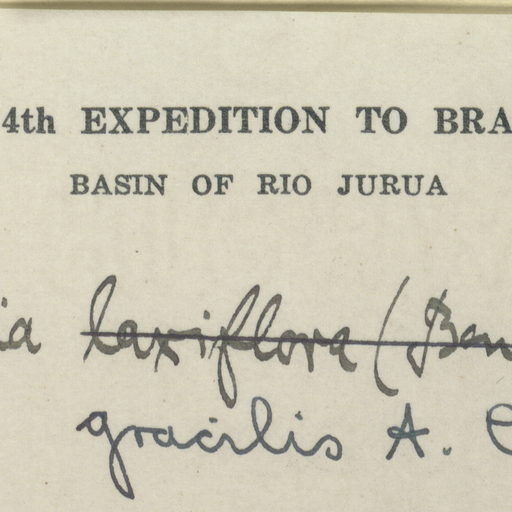 4th EXPEDITION TO BRA
BASIN OF RIO JURUA
ia laxiflora (Ben
gracilis A. C